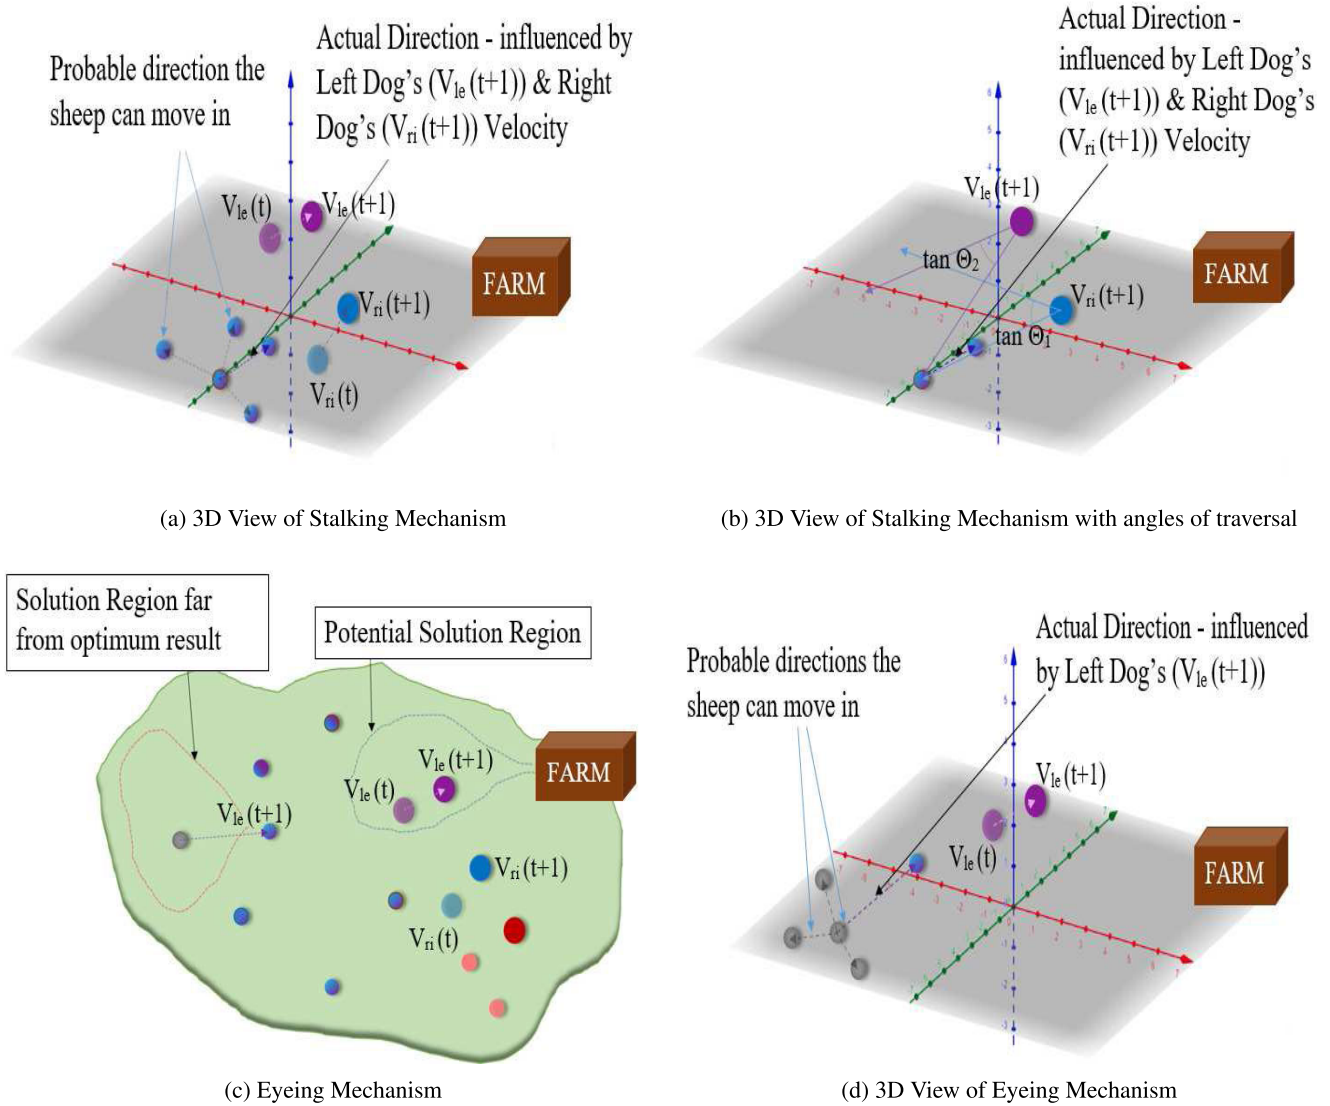 Probable direction the
sheep can move in
Actual Direction - influenced by
Left Dog's (Vle (t+1)) & Right
Dog's (Vri (t+1)) Velocity
Vle (t)
Vle (t+1)
FARM
Vri (t+1)
Vri (t)
(a) 3D View of Stalking Mechanism
Actual Direction -
influenced by Left Dog's
(Vle (t+1)) & Right Dog's
(Vri (t+1)) Velocity
Vle (t+1)
tan Θ2
FARM
Vri (t+1)
tan Θ1
(b) 3D View of Stalking Mechanism with angles of traversal
Solution Region far
from optimum result
Potential Solution Region
Vle (t+1)
Vle (t)
FARM
Vle (t+1)
Vri (t+1)
Vri (t)
(c) Eyeing Mechanism
Actual Direction - influenced
by Left Dog's (Vle (t+1))
Probable directions the
sheep can move in
Vle (t+1)
Vle (t)
FARM
(d) 3D View of Eyeing Mechanism